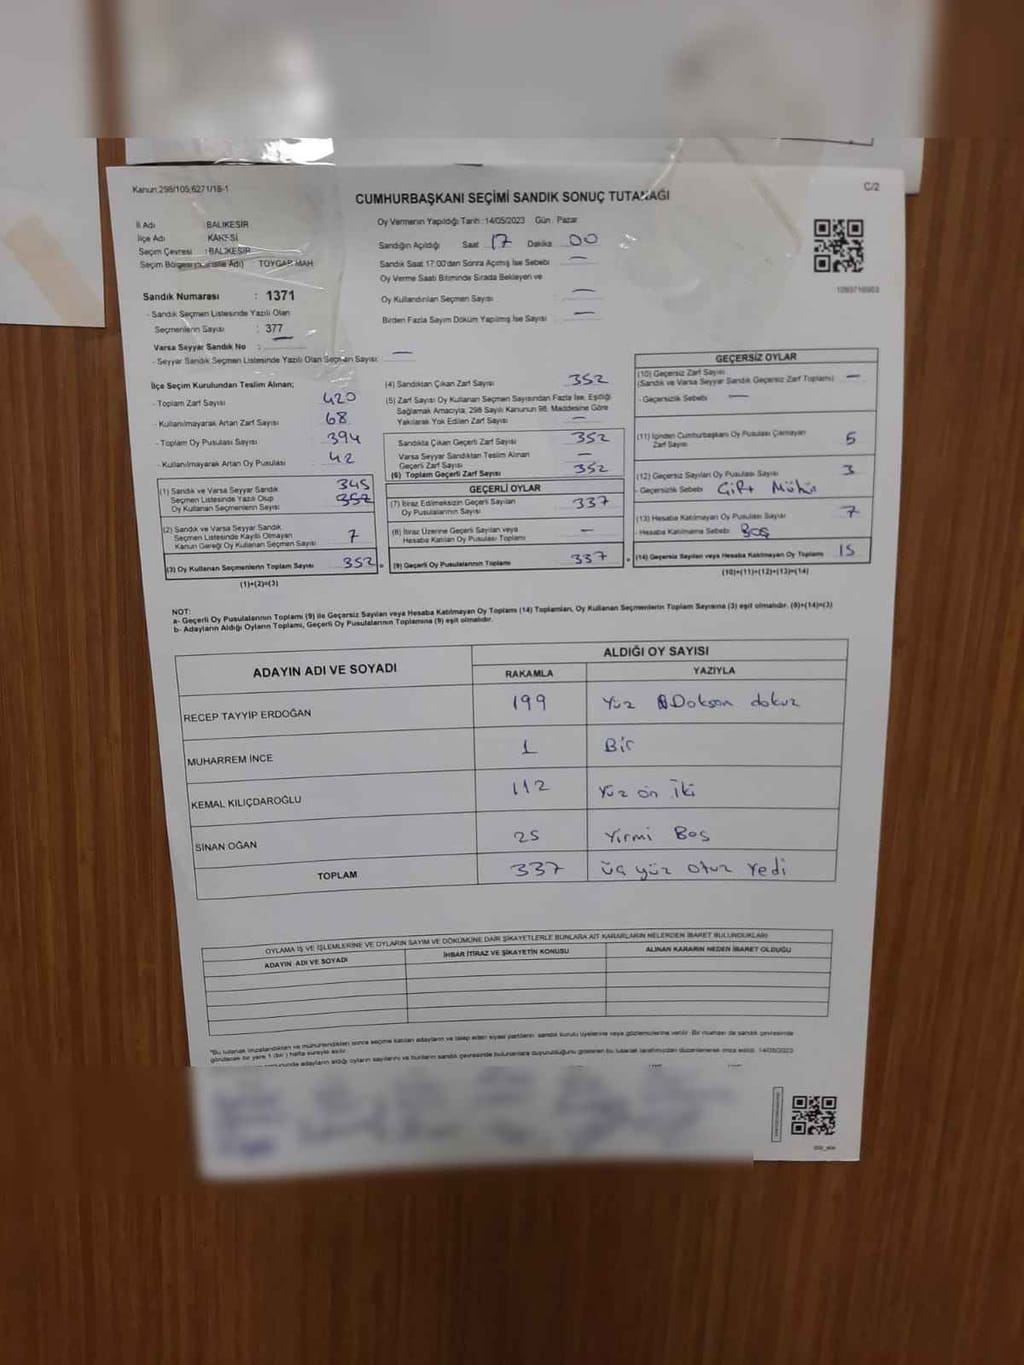 Kanun:298/105,6271/18-1
C/2
CUMHURBAŞKANI SEÇİMİ SANDIK SONUÇ TUTANAĞI
İl Adı BALIKESİR
İlçe Adı KARESİ
Seçim Çevresi : BALIKESİR
Seçim Bölgesi TOYGAR MAH
Oy Vermenin Yapıldığı Tarih :14/05/2023 Gün : Pazar
Sandığın Açıldığı Saat 17 Dakika 00
Sandık Saat 17:00'dan Sonra Açımış İse Sebebi —
Oy Verme Saati Bitiminde Sırada Bekleyen ve
Oy Kullandırılan Seçmen Sayısı —
Birden Fazla Sayım Döküm Yapılmış İse Sayısı —
Sandık Numarası : 1371
- Sandık Seçmen Listesinde Yazılı Olan
Seçmenlerin Sayısı : 377
Varsa Seyyar Sandık No : —
- Seyyar Sandık Seçmen Listesinde Yazılı Olan Seçmen Sayısı: —
İlçe Seçim Kurulundan Teslim Alınan;
- Toplam Zarf Sayısı 420
- Kullanılmayarak Artan Zarf Sayısı 68
- Toplam Oy Pusulası Sayısı 394
- Kullanılmayarak Artan Oy Pusulası 42
(1) Sandık ve Varsa Seyyar Sandık
Seçmen Listesinde Yazılı Olup
Oy Kullanan Seçmenlerin Sayısı 345
(2) Sandık ve Varsa Seyyar Sandık
Seçmen Listesinde Kayıtlı Olmayan
Kanun Gereği Oy Kullanan Seçmen Sayısı 7
(3) Oy Kullanan Seçmenlerin Toplam Sayısı 352
(1)+(2)=(3)
(4) Sandıktan Çıkan Zarf Sayısı 352
(5) Zarf Sayısı Oy Kullanan Seçmen Sayısından Fazla İse, Eşitliği
Sağlamak Amacıyla, 298 Sayılı Kanunun 98. Maddesine Göre
Yakılarak Yok Edilen Zarf Sayısı —
Sandıkta Çıkan Geçerli Zarf Sayısı 352
Varsa Seyyar Sandıktan Teslim Alınan
Geçerli Zarf Sayısı —
(6) Toplam Geçerli Zarf Sayısı 352
GEÇERLİ OYLAR
(7) İtiraz Edilmeksizin Geçerli Sayılan
Oy Pusulalarının Sayısı 337
(8) İtiraz Üzerine Geçerli Sayılan veya
Hesaba Katılan Oy Pusulası Toplamı —
(9) Geçerli Oy Pusulalarının Toplamı 337
GEÇERSİZ OYLAR
(10) Geçersiz Zarf Sayısı
(Sandık ve Varsa Seyyar Sandık Geçersiz Zarf Toplamı) —
- Geçersizlik Sebebi —
(11) İçinden Cumhurbaşkanı Oy Pusulası Çıkmayan
Zarf Sayısı 5
(12) Geçersiz Sayılan Oy Pusulası Sayısı 3
- Geçersizlik Sebebi Çift Mühür
(13) Hesaba Katılmayan Oy Pusulası Sayısı 7
- Hesaba Katılmama Sebebi Boş
(14) Geçersiz Sayılan veya Hesaba Katılmayan Oy Toplamı 15
(10)+(11)+(12)+(13)=(14)
NOT:
a- Geçerli Oy Pusulalarının Toplamı (9) ile Geçersiz Sayılan veya Hesaba Katılmayan Oy Toplamı (14) Toplamları, Oy Kullanan Seçmenlerin Toplam Sayısına (3) eşit olmalıdır. (9)+(14)=(3)
b- Adayların Aldığı Oyların Toplamı, Geçerli Oy Pusulalarının Toplamına (9) eşit olmalıdır.
ADAYIN ADI VE SOYADI
ALDIĞI OY SAYISI
RAKAMLA YAZIYLA
RECEP TAYYİP ERDOĞAN 199 Yüz Doksan dokuz
MUHARREM İNCE 1 Bir
KEMAL KILIÇDAROĞLU 112 Yüz on İki
SİNAN OĞAN 25 Yirmi Beş
TOPLAM 337 üç yüz otuz Yedi
OYLAMA İŞ VE İŞLEMLERİNE VE OYLARIN SAYIM VE DÖKÜMÜNE DAİR ŞİKAYETLERLE BUNLARA AİT KARARLARIN NELERDEN İBARET BULUNDUKLARI
ADAYIN ADI VE SOYADI
İHBAR İTİRAZ VE ŞİKAYETİN KONUSU
ALINAN KARARIN NEDEN İBARET OLDUĞU